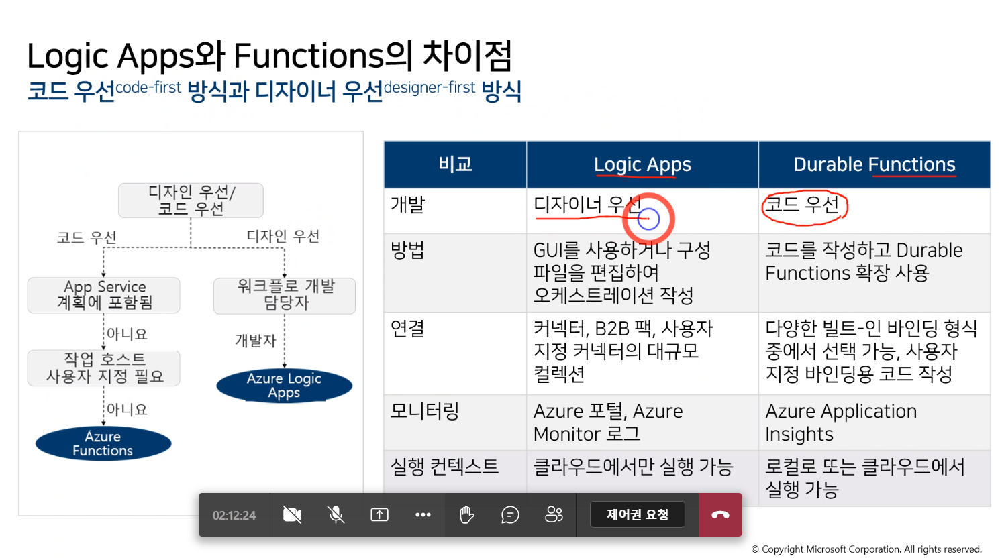 Logic Apps와 Functions의 차이점
코드 우선code-first 방식과 디자이너 우선designer-first 방식
디자인 우선/
코드 우선
코드 우선
디자인 우선
App Service
계획에 포함됨
워크플로 개발
담당자
아니요
개발자
작업 호스트
사용자 지정 필요
Azure Logic
Apps
아니요
Azure
Functions
비교
Logic Apps
Durable Functions
개발
디자이너 우선
코드 우선
방법
GUI를 사용하거나 구성
파일을 편집하여
오케스트레이션 작성
코드를 작성하고 Durable
Functions 확장 사용
연결
커넥터, B2B 팩, 사용자
지정 커넥터의 대규모
컬렉션
다양한 빌트-인 바인딩 형식
중에서 선택 가능, 사용자
지정 바인딩용 코드 작성
모니터링
Azure 포털, Azure
Monitor 로그
Azure Application
Insights
실행 컨텍스트
클라우드에서만 실행 가능
로컬로 또는 클라우드에서
실행 가능
02:12:24
제어권 요청
© Copyright Microsoft Corporation. All rights reserved.